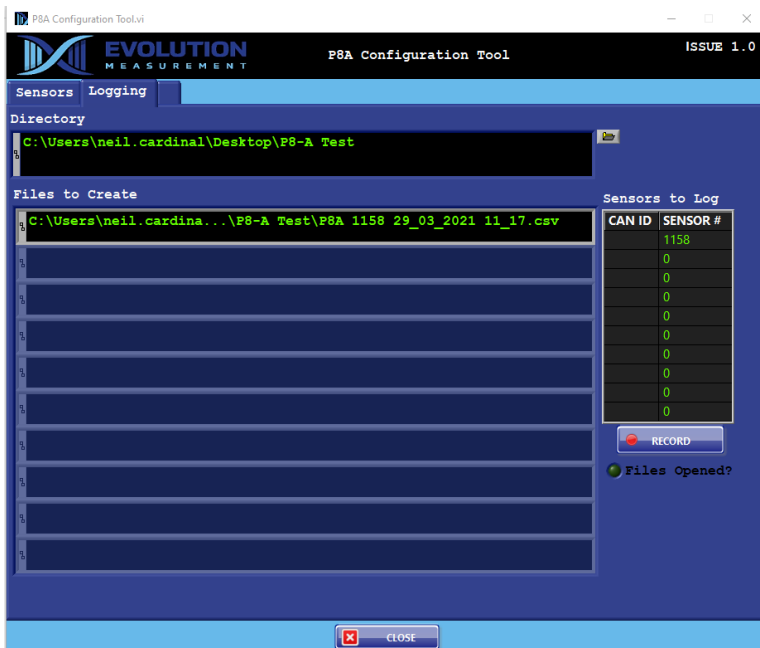 P8A Configuration Tool.vi
EVOLUTION
MEASUREMENT
P8A Configuration Tool
ISSUE 1.0
Sensors
Logging
Directory
C:\Users\neil.cardinal\Desktop\P8-A Test
Files to Create
C:\Users\neil.cardina...\P8-A Test\P8A 1158 29_03_2021 11_17.csv
Sensors to Log
CAN ID SENSOR #
1158
0
0
0
0
0
0
0
0
0
RECORD
Files Opened?
CLOSE